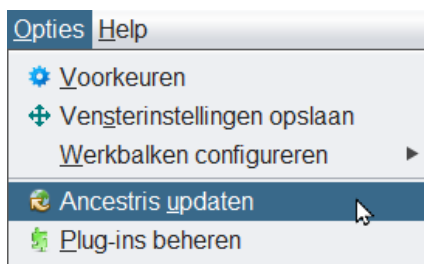 Opties Help
Voorkeuren
Vensterinstellingen opslaan
Werkbalken configureren
Ancestris updaten
Plug-ins beheren